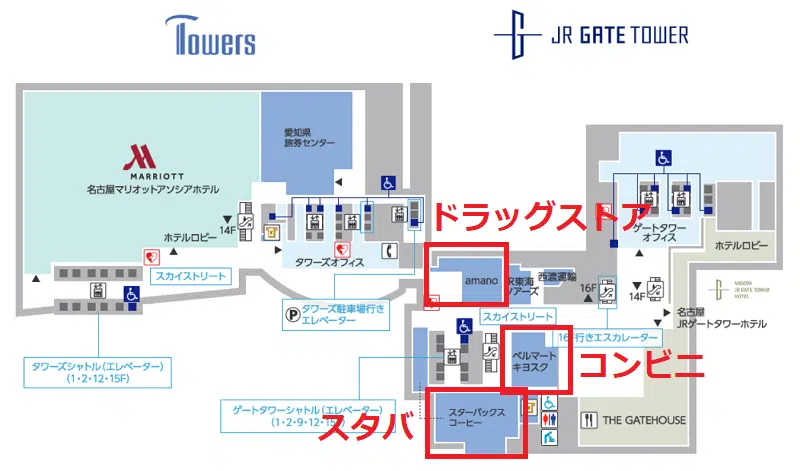 Towers
JR GATE TOWER
愛知県
旅券センター
MARRIOTT
名古屋マリオットアソシアホテル
14F
ホテルロビー
タワーズオフィス
スカイストリート
P
タワーズ駐車場行き
エレベーター
タワーズシャトル(エレベーター)
(1・2・12・15F)
ドラッグストア
amano
JR東海
ツアーズ
西濃運輸
16F
14F
ゲートタワー
オフィス
ホテルロビー
NAGOYA
JR GATE TOWER
HOTEL
名古屋
JRゲートタワーホテル
スカイストリート
16F行きエスカレーター
ベルマート
キヨスク
コンビニ
ゲートタワーシャトル(エレベーター)
(1・2・9・12・15F)
スタバ
スターバックス
コーヒー
THE GATEHOUSE